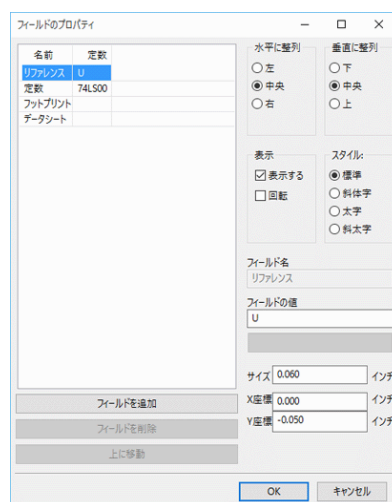 フィールドのプロパティ
名前 定数
リファレンス U
定数 74LS00
フットプリント
データシート
フィールドを追加
フィールドを削除
上に移動
水平に整列
左
中央
右
垂直に整列
下
中央
上
表示
表示する
回転
スタイル:
標準
斜体字
太字
斜太字
フィールド名
リファレンス
フィールドの値
U
サイズ 0.060 インチ
X座標 0.000 インチ
Y座標 -0.050 インチ
OK キャンセル